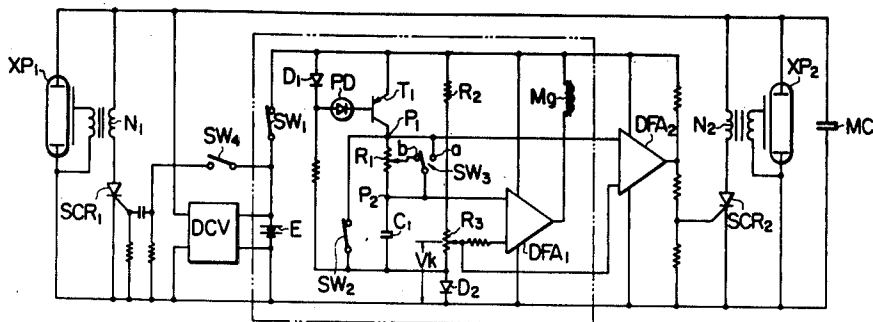 XP1
N1
SCR1
SW4
DCV
SW1
E
D1
PD
T1
P1
R1
b
a
SW3
P2
C1
SW2
R2
R3
Vk
D2
Mg
DFA1
DFA2
N2
SCR2
XP2
MC